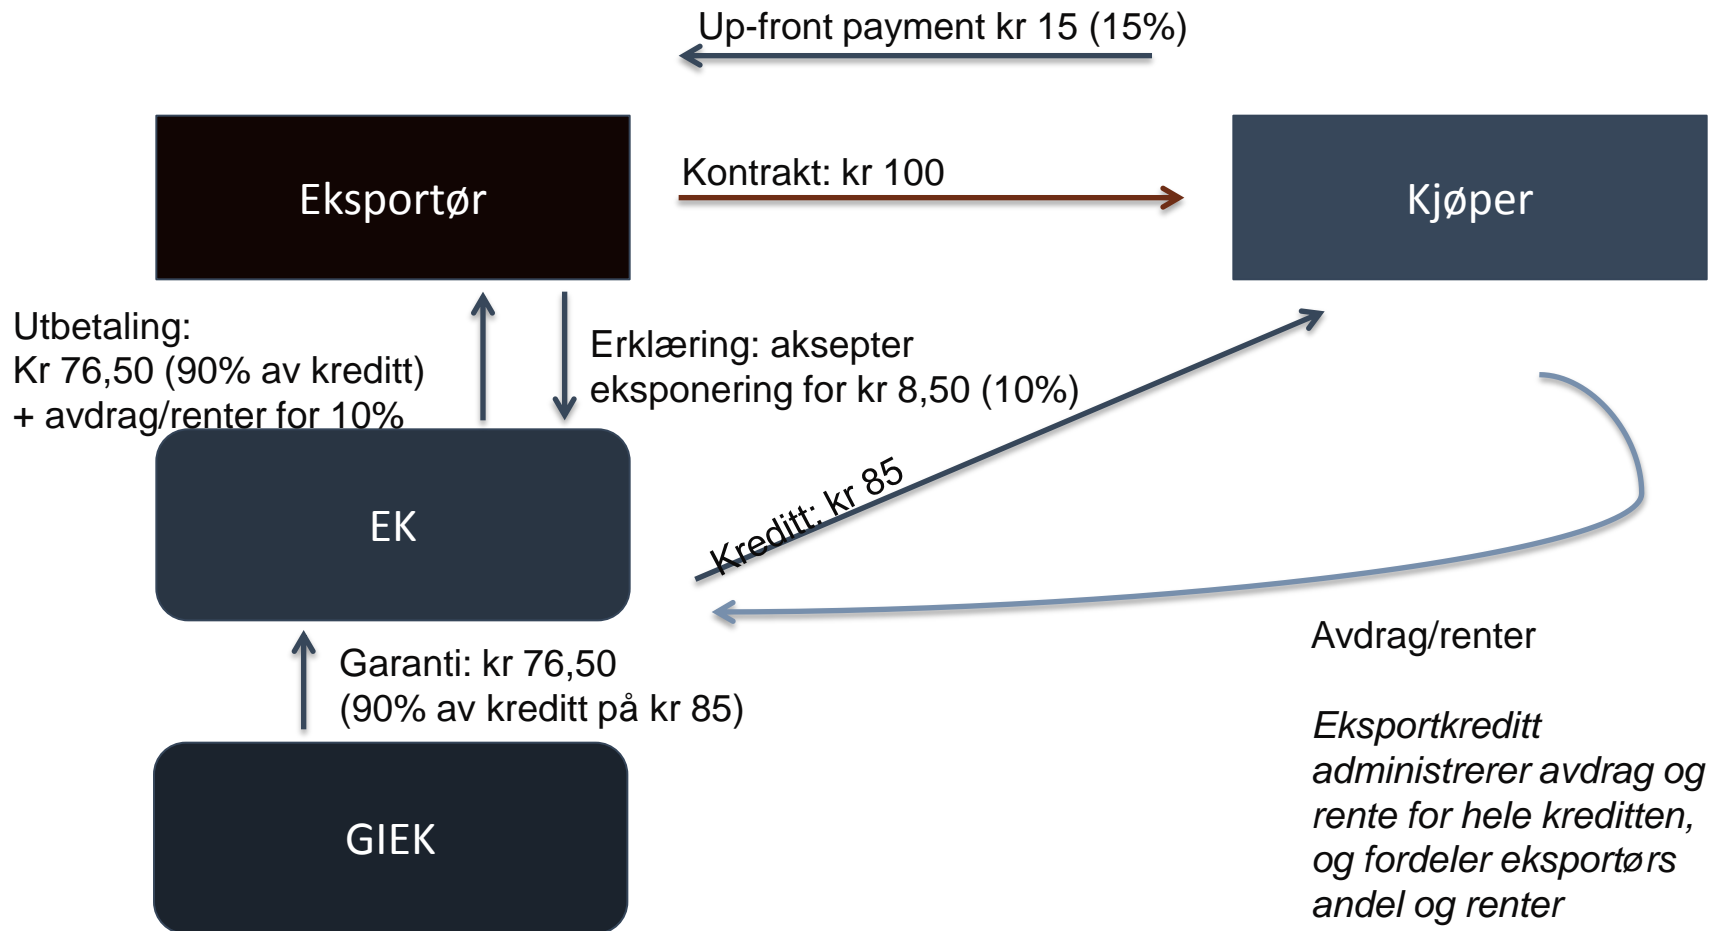 Up-front payment kr 15 (15%)
Eksportør
Kontrakt: kr 100
Kjøper
Utbetaling:
Kr 76,50 (90% av kreditt)
+ avdrag/renter for 10%
Erklæring: aksepter
eksponering for kr 8,50 (10%)
Kreditt: kr 85
EK
Garanti: kr 76,50
(90% av kreditt på kr 85)
GIEK
Avdrag/renter
Eksportkreditt
administrerer avdrag og
rente for hele kreditten,
og fordeler eksportørs
andel og renter